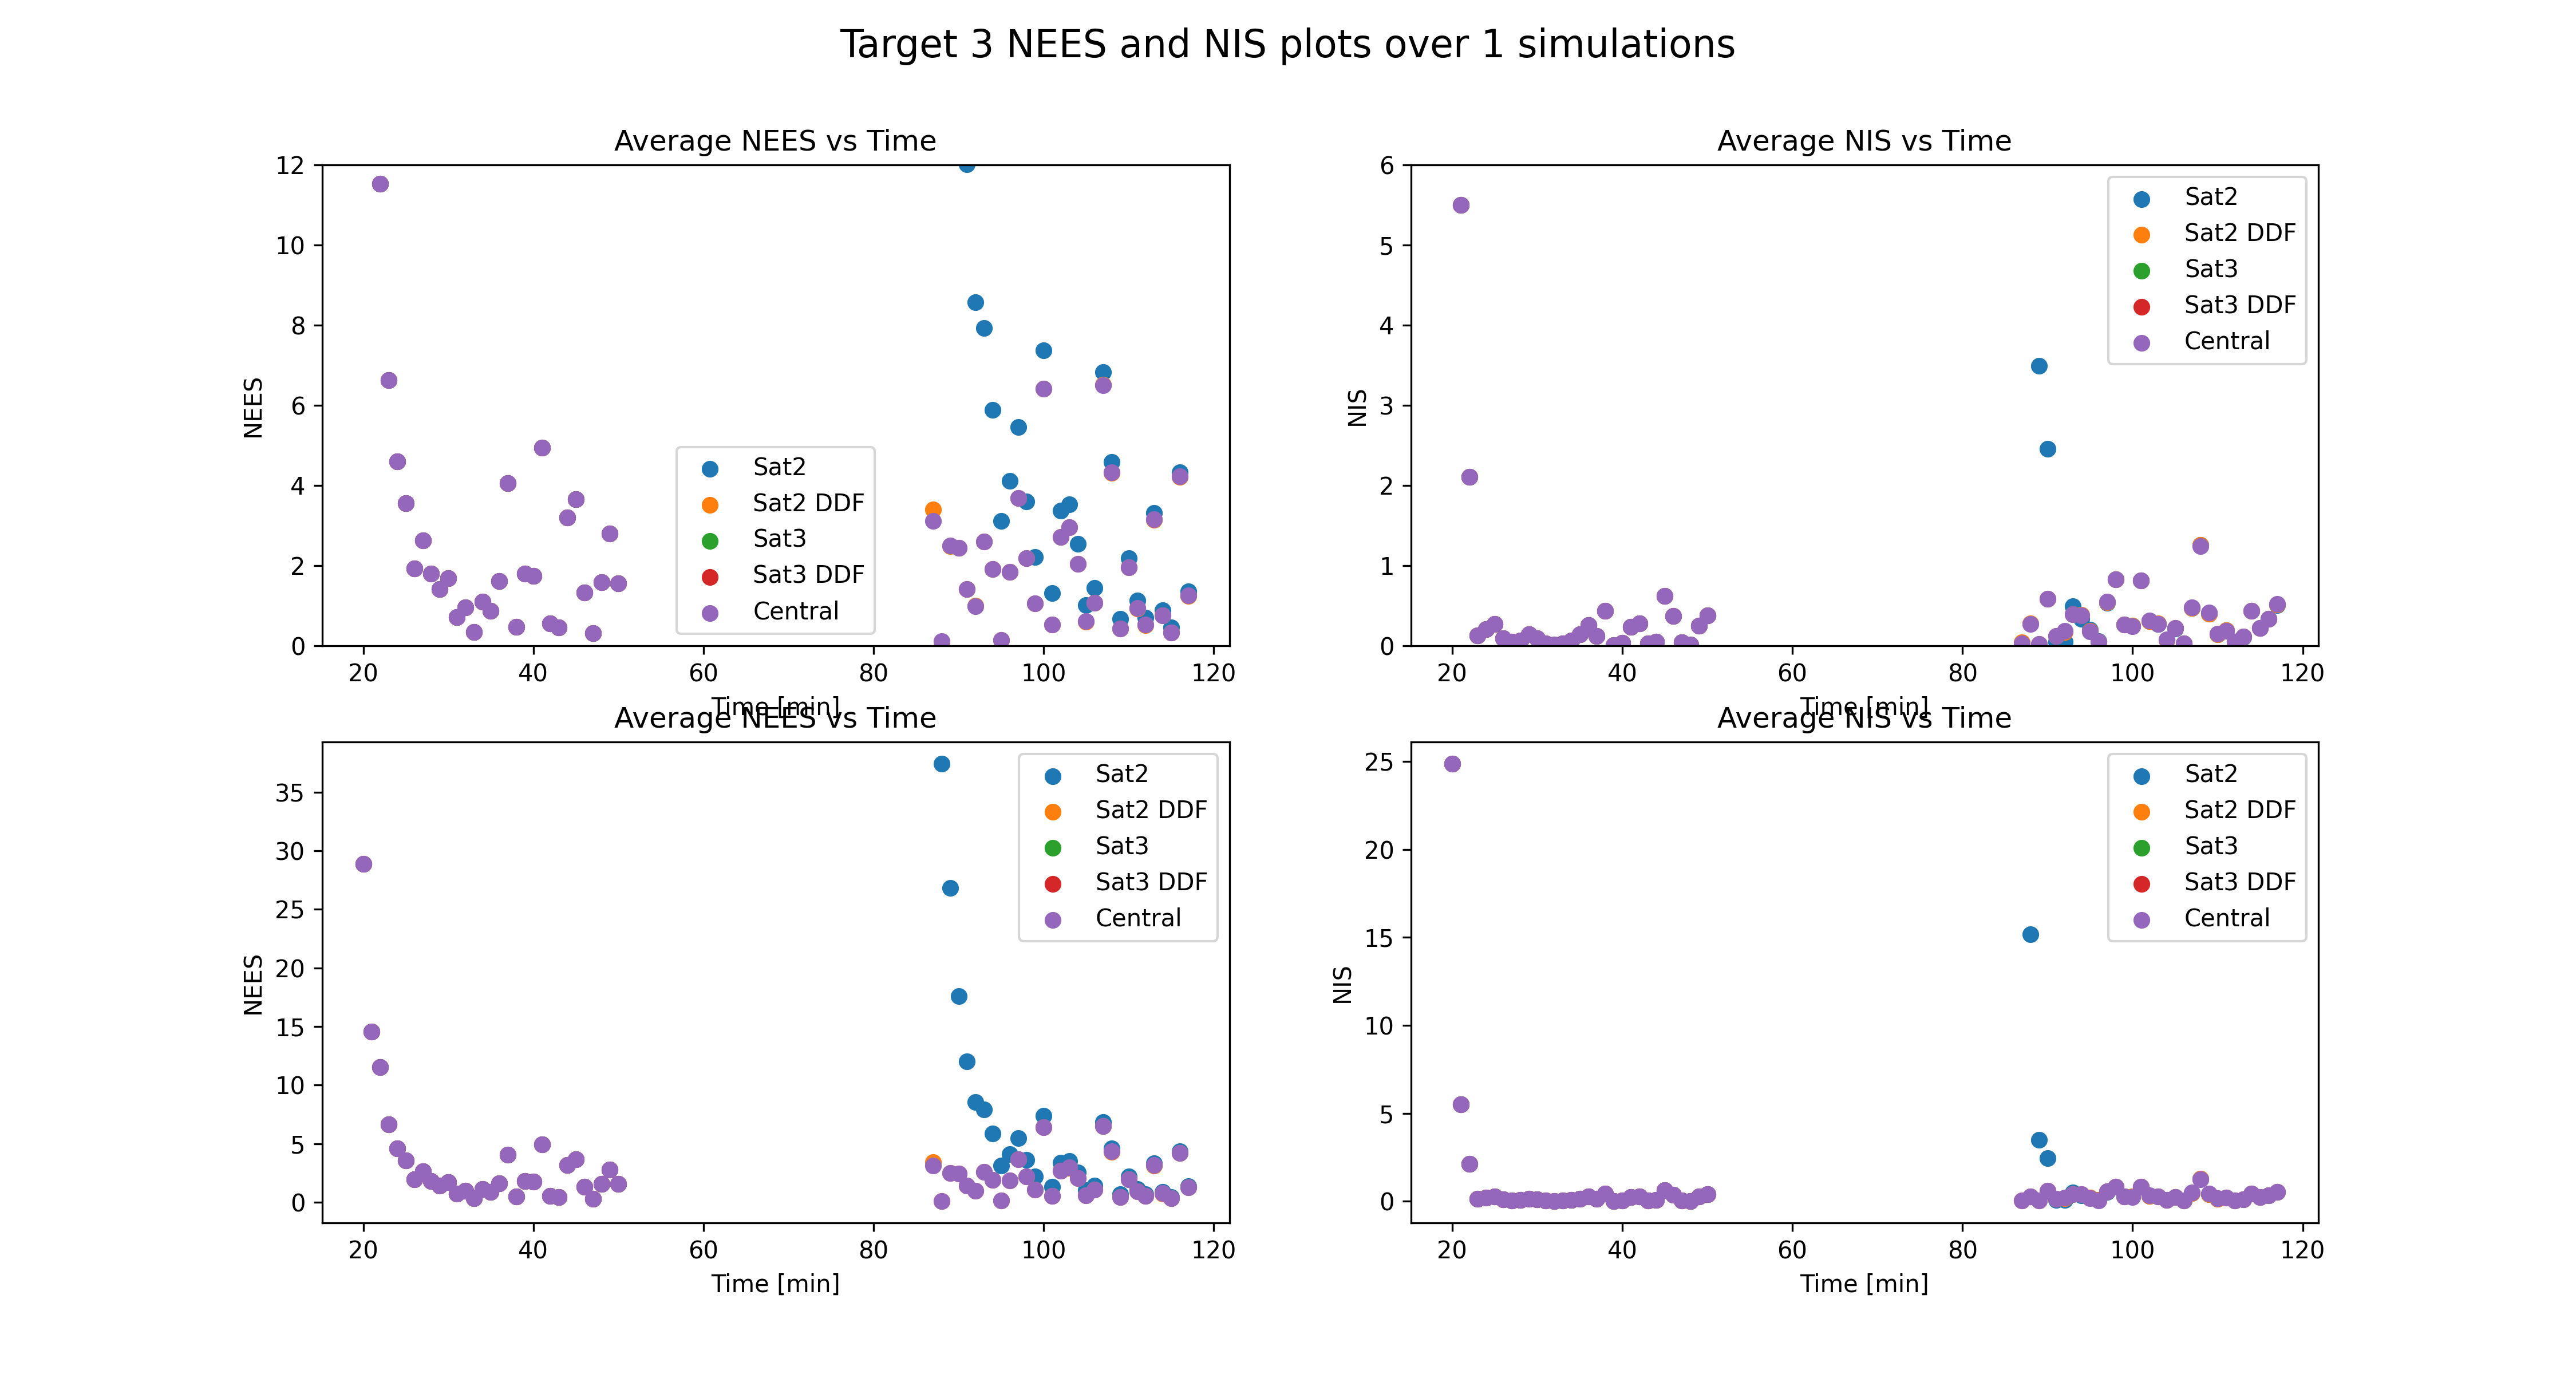 Target 3 NEES and NIS plots over 1 simulations
Average NEES vs Time
12
10
8
6
4
2
0
NEES
Sat2
Sat2 DDF
Sat3
Sat3 DDF
Central
20 40 60 80 100 120
Time [min]
Average NIS vs Time
6
5
4
3
2
1
0
NIS
Sat2
Sat2 DDF
Sat3
Sat3 DDF
Central
20 40 60 80 100 120
Time [min]
Average NEES vs Time
35
30
25
20
15
10
5
0
NEES
Sat2
Sat2 DDF
Sat3
Sat3 DDF
Central
20 40 60 80 100 120
Time [min]
Average NIS vs Time
25
20
15
10
5
0
NIS
Sat2
Sat2 DDF
Sat3
Sat3 DDF
Central
20 40 60 80 100 120
Time [min]